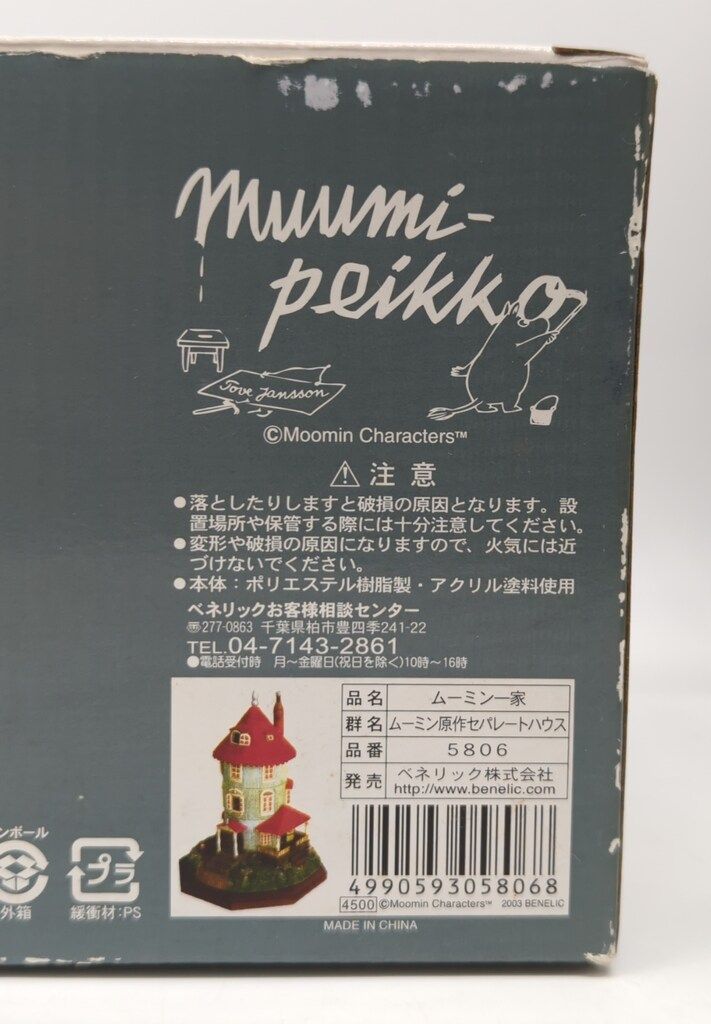 muumi-
peikko
Tove Jansson
©Moomin Characters™
⚠ 注意
●落としたりしますと破損の原因となります。設
置場所や保管する際には十分注意してください。
●変形や破損の原因になりますので、火気には近
づけないでください。
●本体：ポリエステル樹脂製・アクリル塗料使用
ベネリックお客様相談センター
〠277-0863 千葉県柏市豊四季241-22
TEL.04-7143-2861
●電話受付時 月～金曜日(祝日を除く)10時～16時
品名 ムーミン一家
群名 ムーミン原作セパレートハウス
品番 5806
発売 ベネリック株式会社
http://www.benelic.com
4990593058068
4500 ©Moomin Characters™ 2003 BENELIC
MADE IN CHINA
ンボール
外箱
プラ
緩衝材:PS